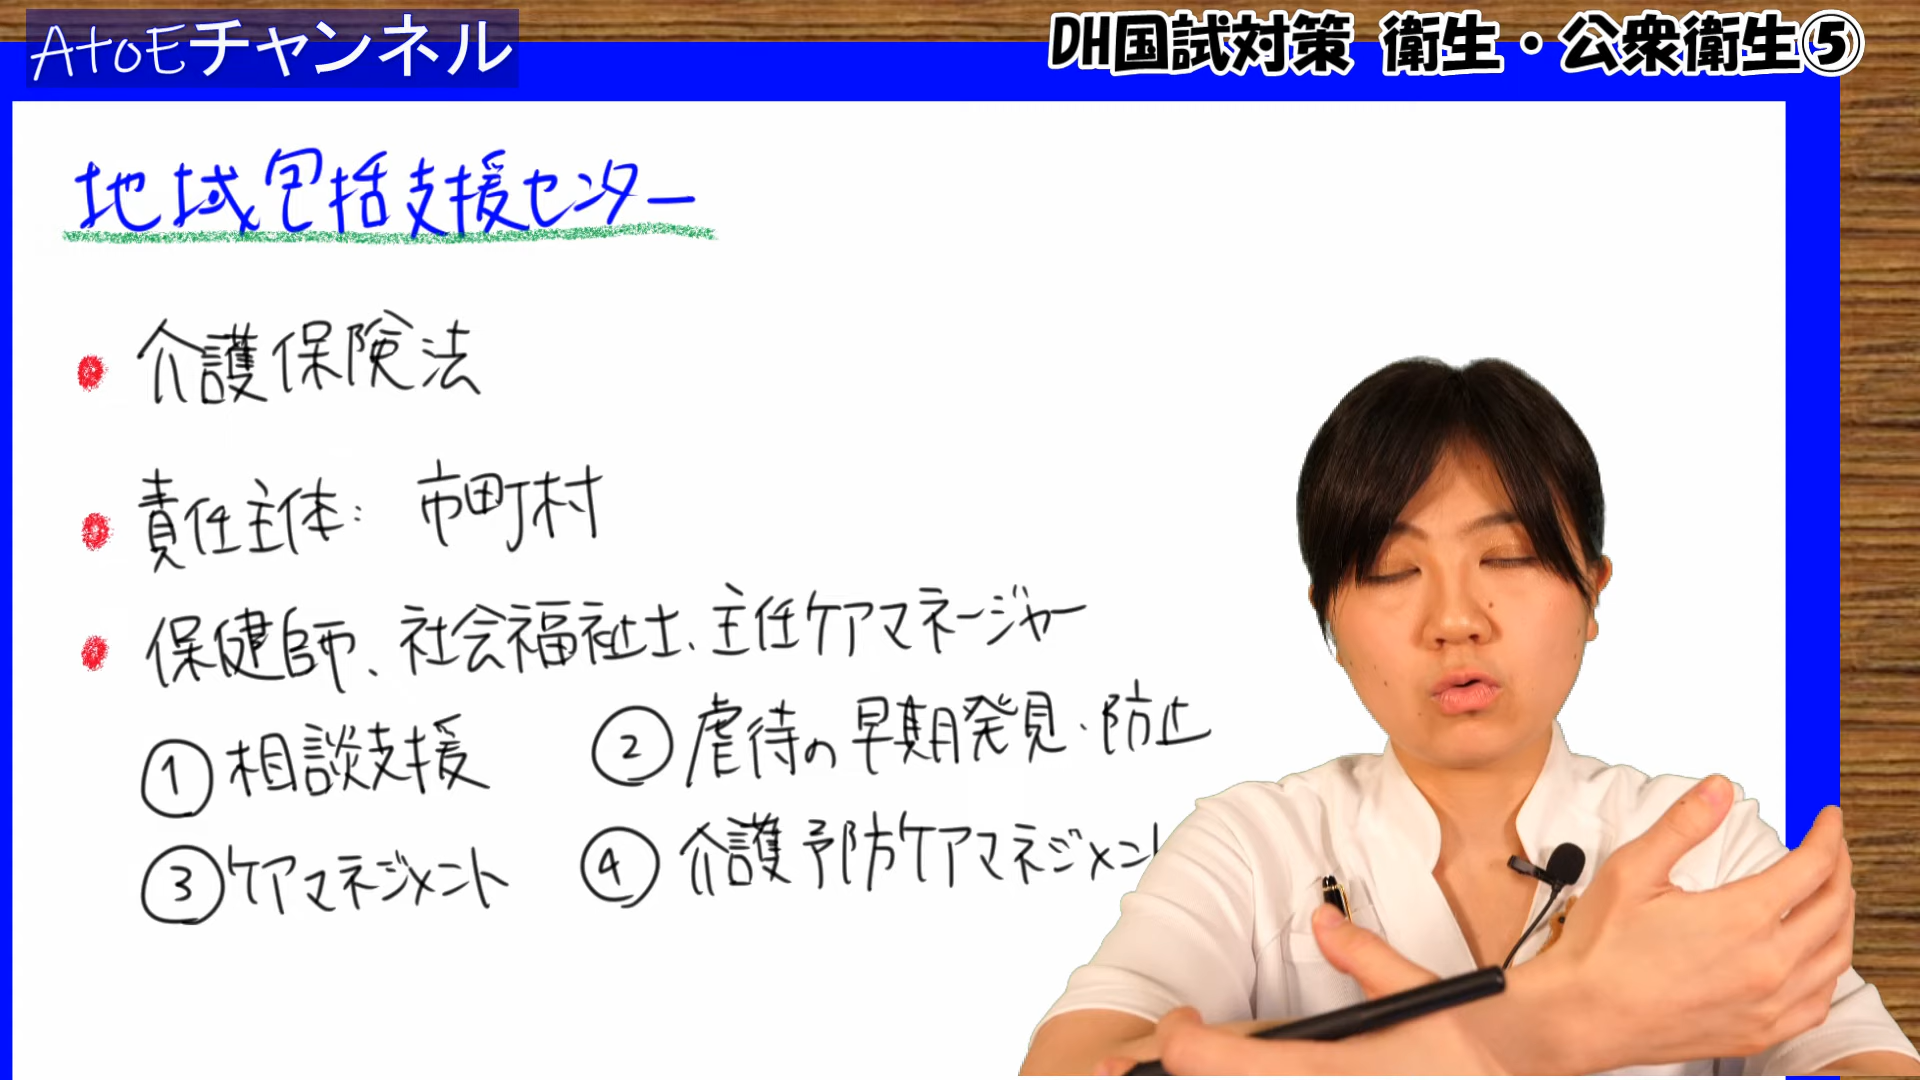 AtoEチャンネル
DH国試対策 衛生・公衆衛生⑤
地域包括支援センター
介護保険法
責任主体: 市町村
保健師、社会福祉士、主任ケアマネージャー
①相談支援 ②虐待の早期発見・防止
③ケアマネジメント ④介護予防ケアマネジメント